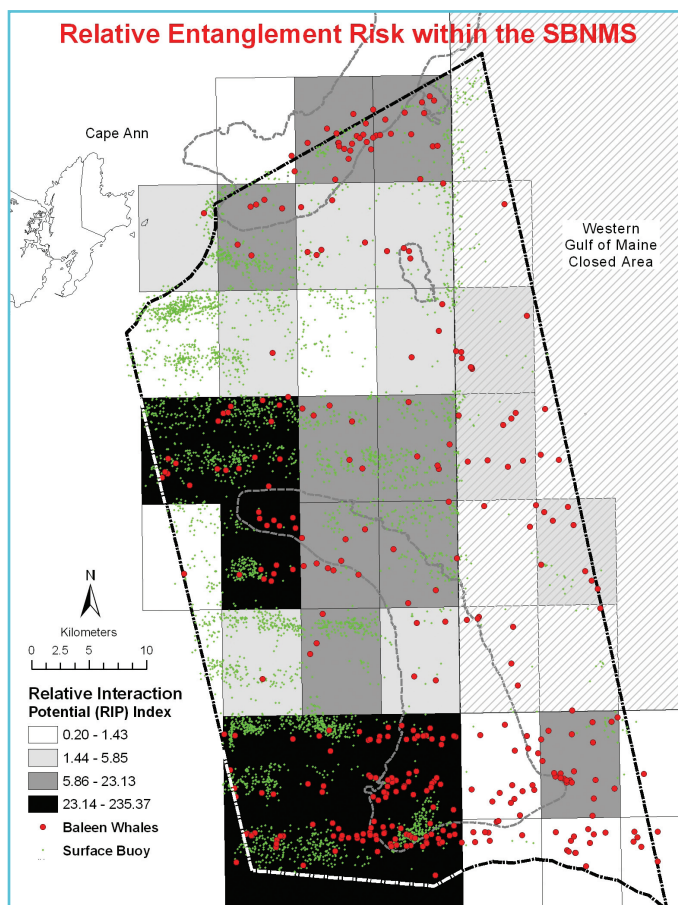 Relative Entanglement Risk within the SBNMS
Cape Ann
Western
Gulf of Maine
Closed Area
N
Kilometers
0 2.5 5 10
Relative Interaction
Potential (RIP) Index
0.20 - 1.43
1.44 - 5.85
5.86 - 23.13
23.14 - 235.37
Baleen Whales
Surface Buoy